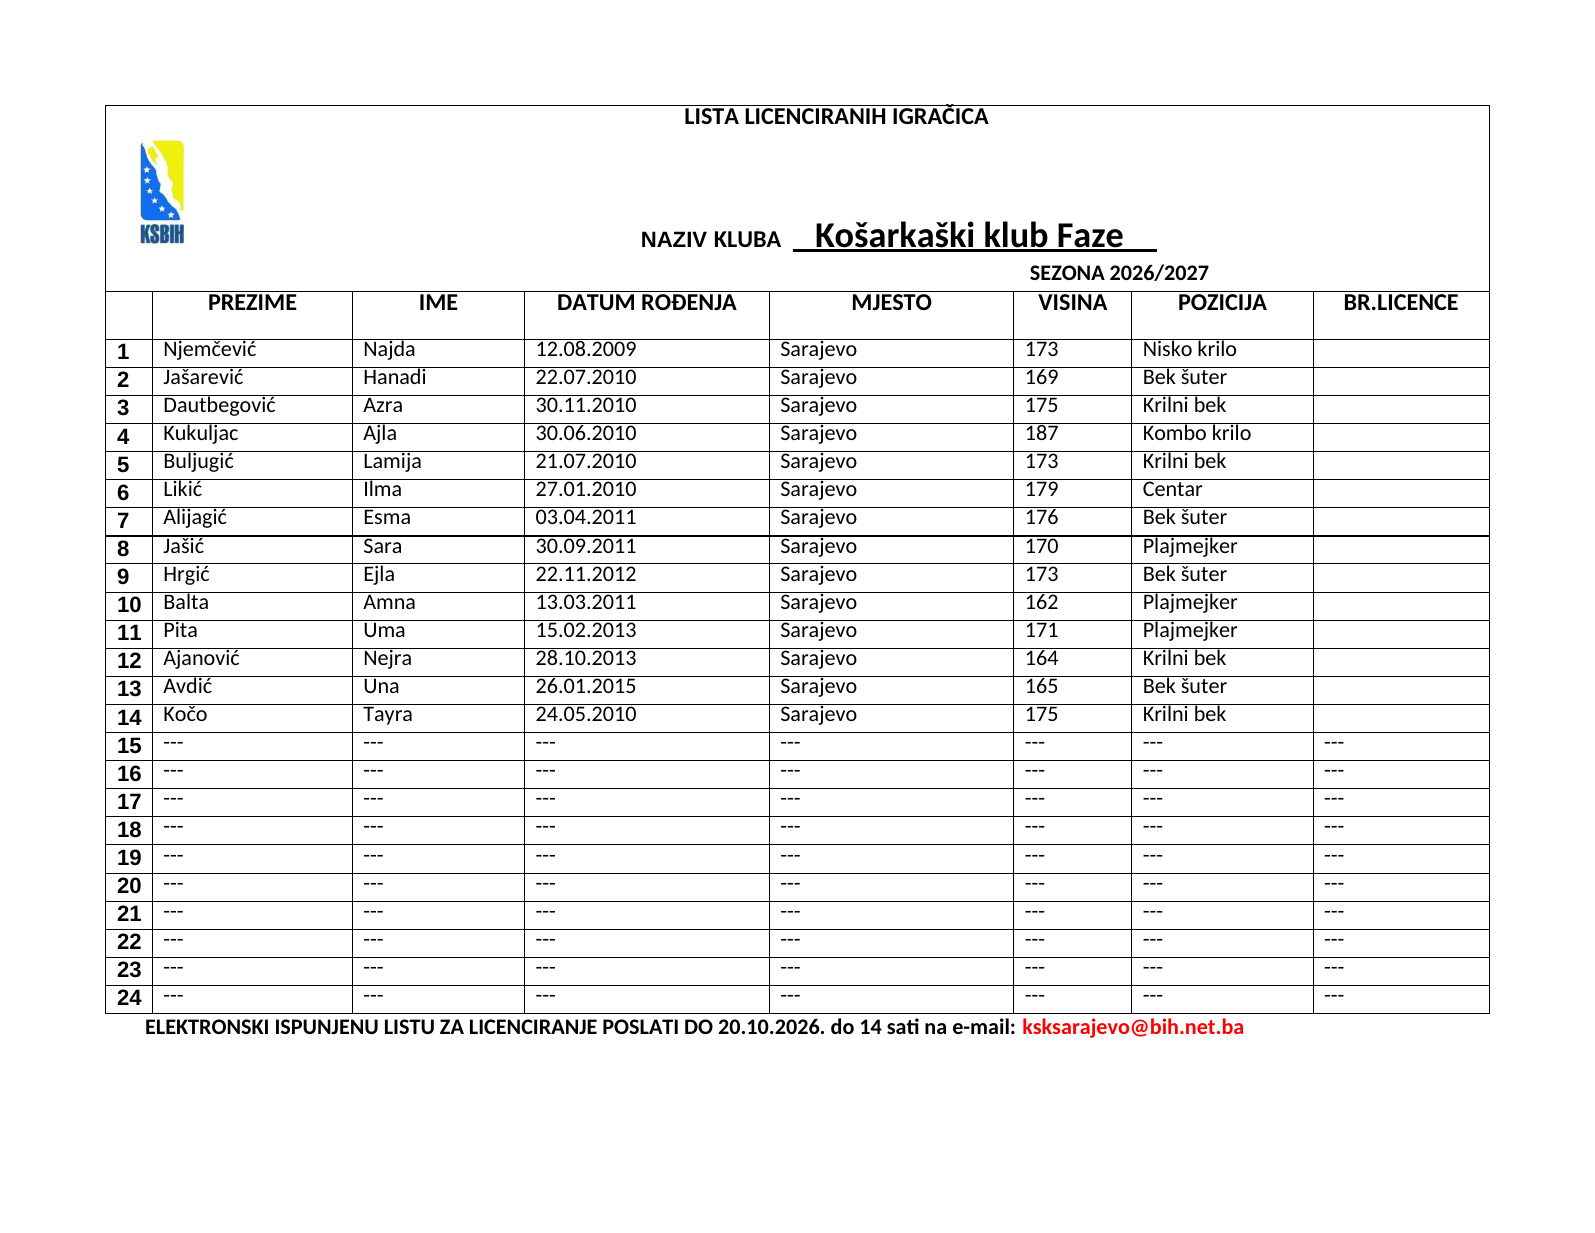 LISTA LICENCIRANIH IGRAČICA
KSBIH
NAZIV KLUBA Košarkaški klub Faze
SEZONA 2026/2027
PREZIME IME DATUM ROĐENJA MJESTO VISINA POZICIJA BR.LICENCE
1 Njemčević Najda 12.08.2009 Sarajevo 173 Nisko krilo
2 Jašarević Hanadi 22.07.2010 Sarajevo 169 Bek šuter
3 Dautbegović Azra 30.11.2010 Sarajevo 175 Krilni bek
4 Kukuljac Ajla 30.06.2010 Sarajevo 187 Kombo krilo
5 Buljugić Lamija 21.07.2010 Sarajevo 173 Krilni bek
6 Likić Ilma 27.01.2010 Sarajevo 179 Centar
7 Alijagić Esma 03.04.2011 Sarajevo 176 Bek šuter
8 Jašić Sara 30.09.2011 Sarajevo 170 Plajmejker
9 Hrgić Ejla 22.11.2012 Sarajevo 173 Bek šuter
10 Balta Amna 13.03.2011 Sarajevo 162 Plajmejker
11 Pita Uma 15.02.2013 Sarajevo 171 Plajmejker
12 Ajanović Nejra 28.10.2013 Sarajevo 164 Krilni bek
13 Avdić Una 26.01.2015 Sarajevo 165 Bek šuter
14 Kočo Tayra 24.05.2010 Sarajevo 175 Krilni bek
15 --- --- --- --- --- --- ---
16 --- --- --- --- --- --- ---
17 --- --- --- --- --- --- ---
18 --- --- --- --- --- --- ---
19 --- --- --- --- --- --- ---
20 --- --- --- --- --- --- ---
21 --- --- --- --- --- --- ---
22 --- --- --- --- --- --- ---
23 --- --- --- --- --- --- ---
24 --- --- --- --- --- --- ---
ELEKTRONSKI ISPUNJENU LISTU ZA LICENCIRANJE POSLATI DO 20.10.2026. do 14 sati na e-mail: ksksarajevo@bih.net.ba